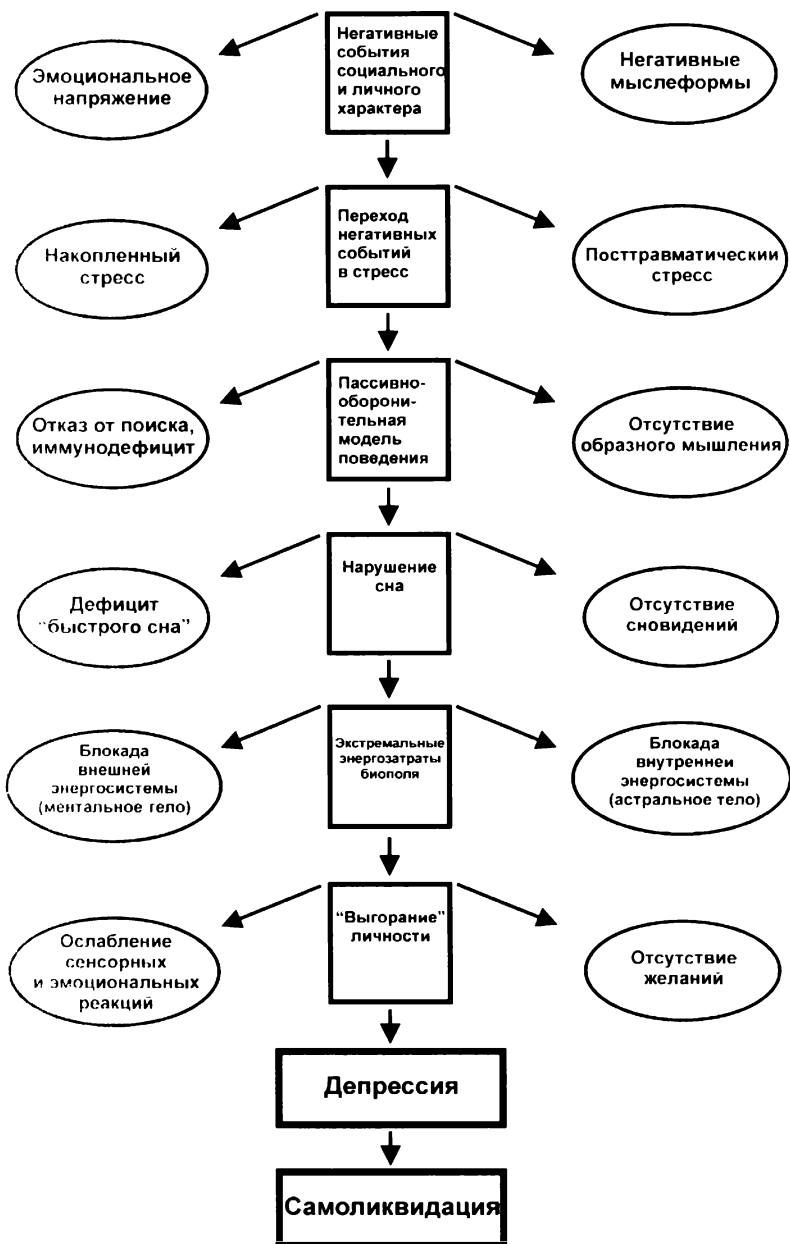 Негативные
события
социального
и личного
характера
Эмоциональное
напряжение
Негативные
мыслеформы
Переход
негативных
событий
в стресс
Накопленный
стресс
Посттравматически
стресс
Пассивно-
оборони-
тельная
модель
поведения
Отказ от поиска,
иммунодефицит
Отсутствие
образного мышления
Нарушение
сна
Дефицит
"быстрого сна"
Отсутствие
сновидений
Экстремальные
энергозатраты
биополя
Блокада
внешней
энергосистемы
(ментальное тело)
Блокада
внутренней
энергосистемы
(астральное тело)
"Выгорание"
личности
Ослабление
сенсорных
и эмоциональных
реакций
Отсутствие
желаний
Депрессия
Самоликвидация